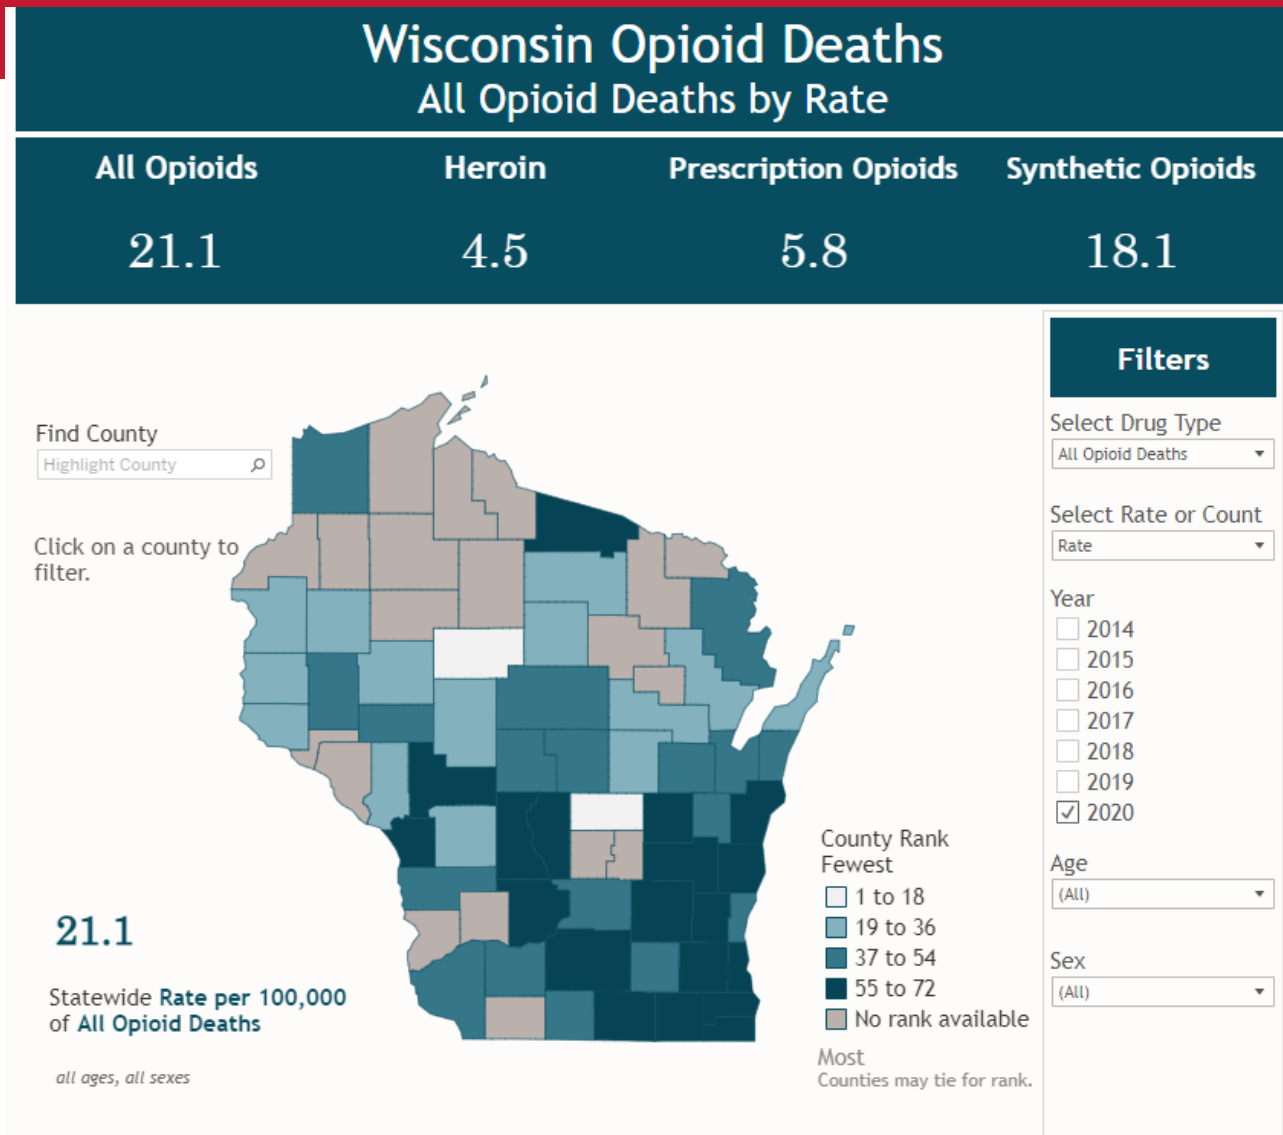 Wisconsin Opioid Deaths
All Opioid Deaths by Rate
All Opioids
Heroin
Prescription Opioids
Synthetic Opioids
21.1
4.5
5.8
18.1
Filters
Find County
Highlight County
Click on a county to
filter.
Select Drug Type
All Opioid Deaths
Select Rate or Count
Rate
Year
2014
2015
2016
2017
2018
2019
2020
Age
(All)
Sex
(All)
County Rank
Fewest
1 to 18
19 to 36
37 to 54
55 to 72
No rank available
Most
Counties may tie for rank.
21.1
Statewide Rate per 100,000
of All Opioid Deaths
all ages, all sexes